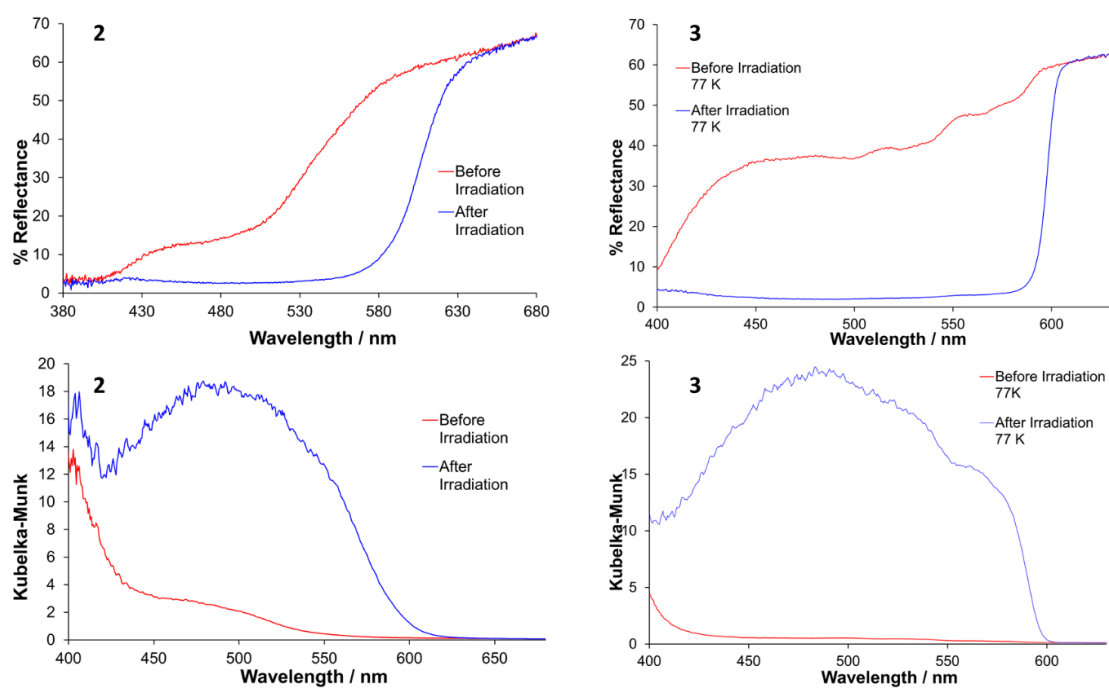 2
70
60
50
40
30
20
10
0
% Reflectance
Before
Irradiation
After
Irradiation
380 430 480 530 580 630 680
Wavelength / nm
3
70
60
50
40
30
20
10
0
% Reflectance
Before Irradiation
77 K
After Irradiation
77 K
400 450 500 550 600
Wavelength / nm
2
20
18
16
14
12
10
8
6
4
2
0
Kubelka-Munk
Before
Irradiation
After
Irradiation
400 450 500 550 600 650
Wavelength / nm
3
25
20
15
10
5
0
Kubelka-Munk
Before Irradiation
77K
After Irradiation
77 K
400 450 500 550 600
Wavelength / nm